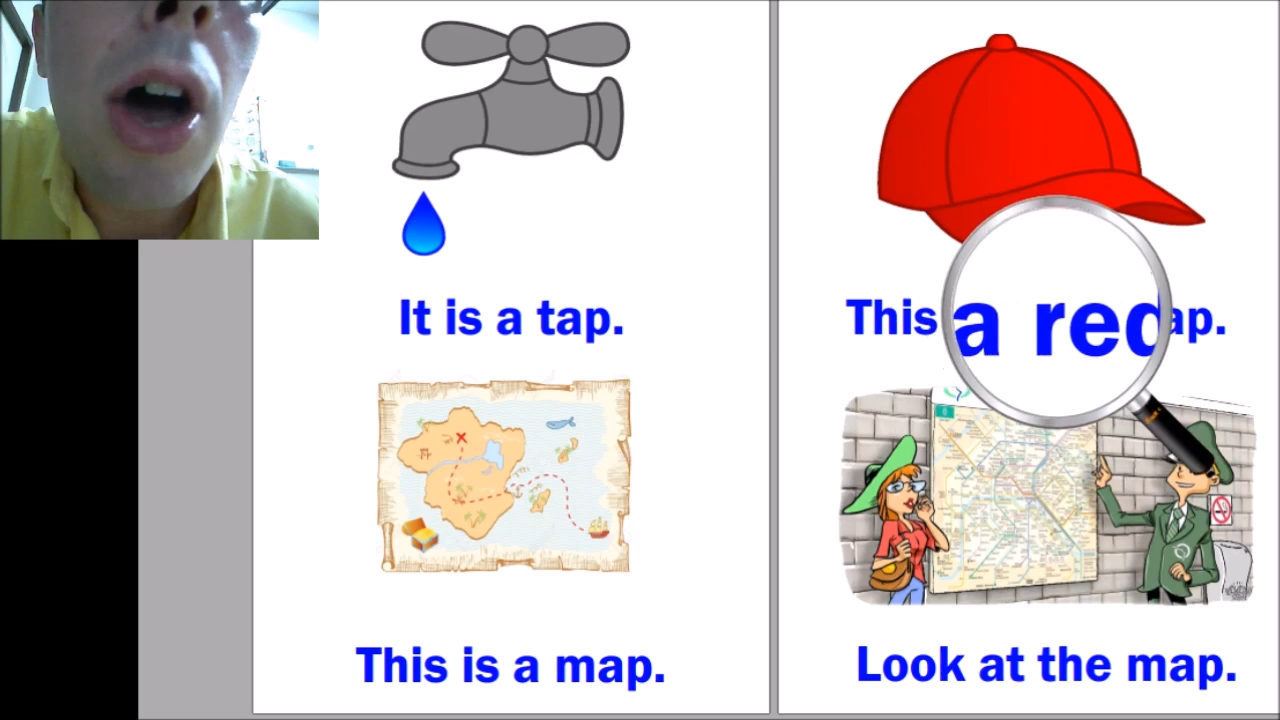 It is a tap.
This a red ap.
This is a map.
Look at the map.